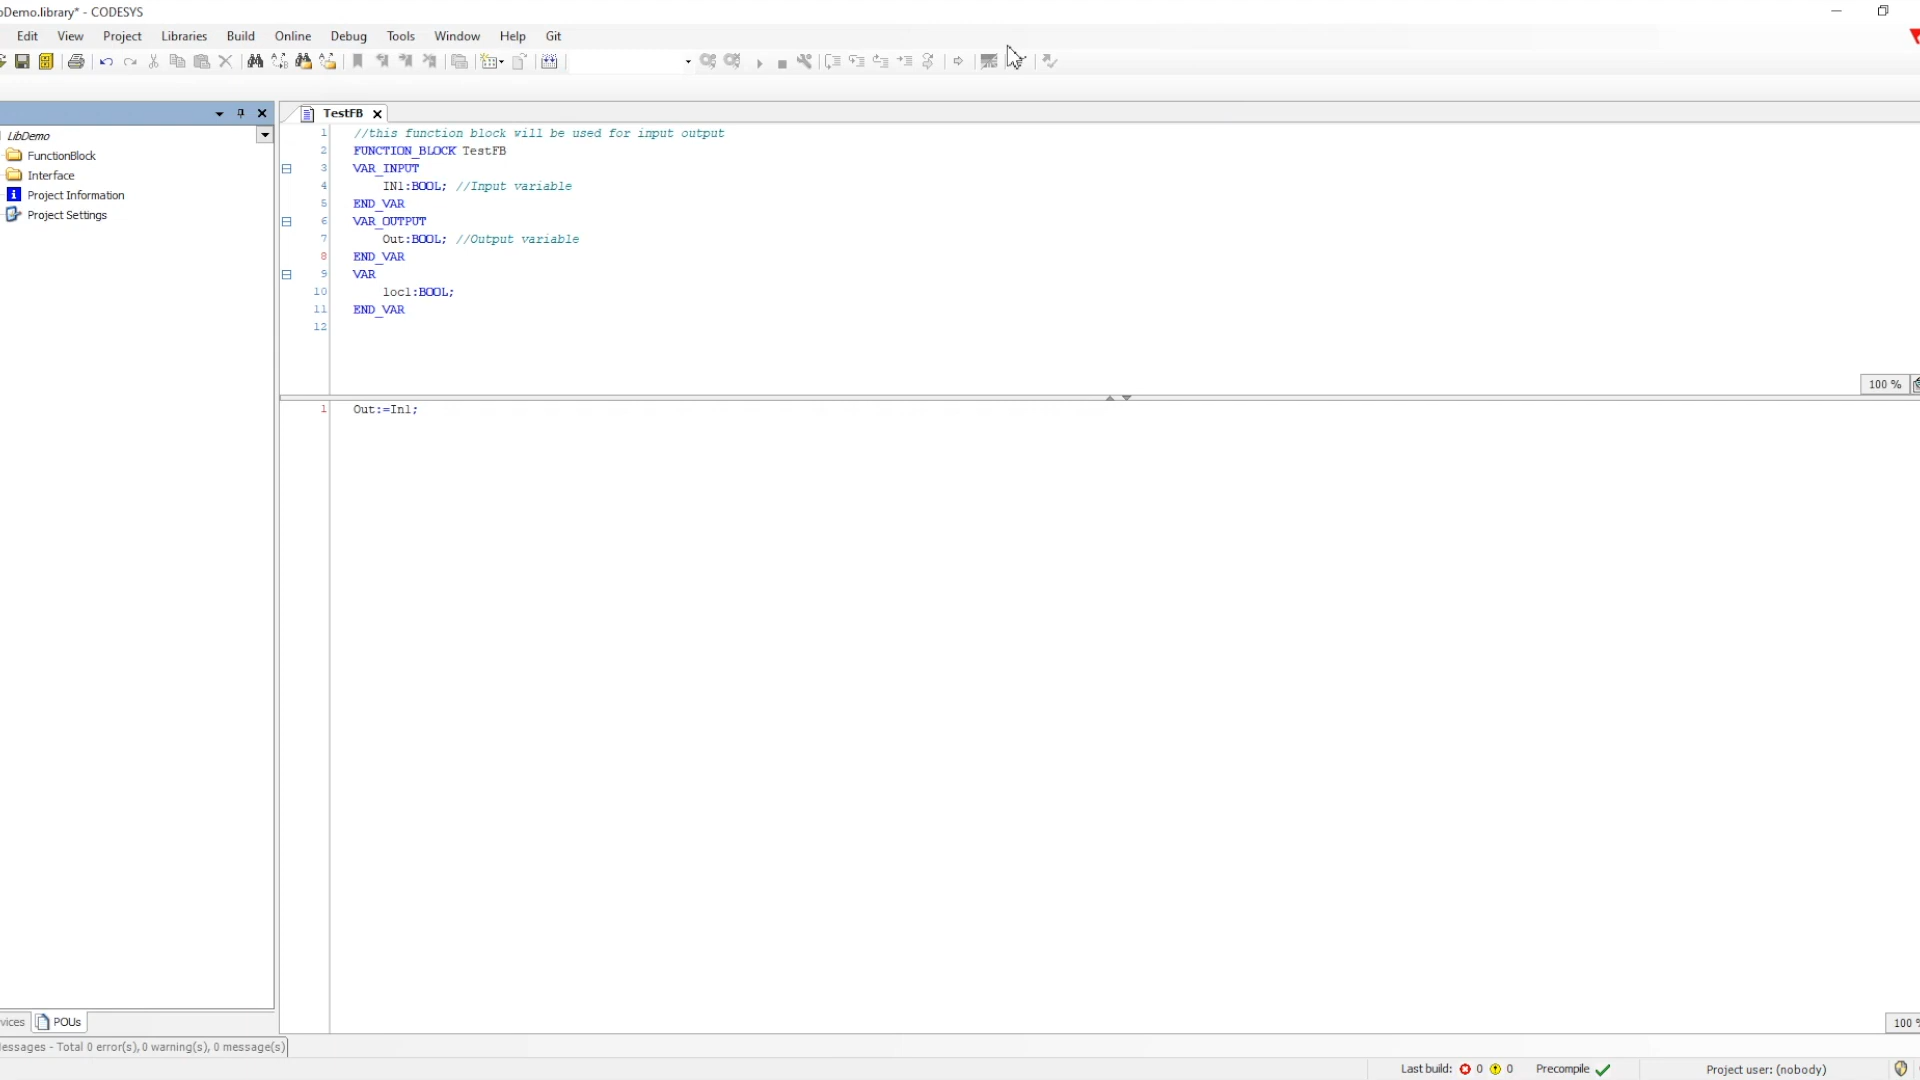 bDemo.library* - CODESYS
Edit View Project Libraries Build Online Debug Tools Window Help Git
TestFB
LibDemo
FunctionBlock
Interface
Project Information
Project Settings
1 //this function block will be used for input output
2 FUNCTION_BLOCK TestFB
3 VAR_INPUT
4 IN1:BOOL; //Input variable
5 END_VAR
6 VAR_OUTPUT
7 Out:BOOL; //Output variable
8 END_VAR
9 VAR
10 loc1:BOOL;
11 END_VAR
12
100 %
1 Out:=In1;
100 %
vices POUs
essages - Total 0 error(s), 0 warning(s), 0 message(s)
Last build: 0 0 Precompile Project user: (nobody)